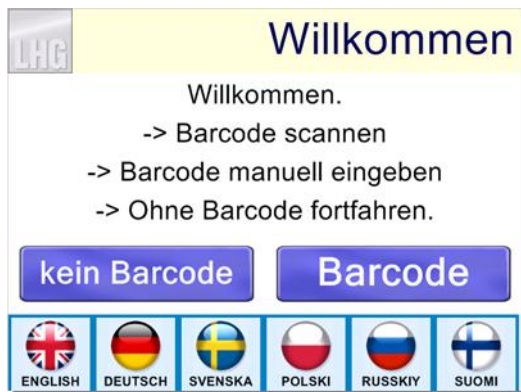 LHG
Willkommen
Willkommen.
-> Barcode scannen
-> Barcode manuell eingeben
-> Ohne Barcode fortfahren.
kein Barcode
Barcode
ENGLISH
DEUTSCH
SVENSKA
POLSKI
RUSSKIY
SUOMI